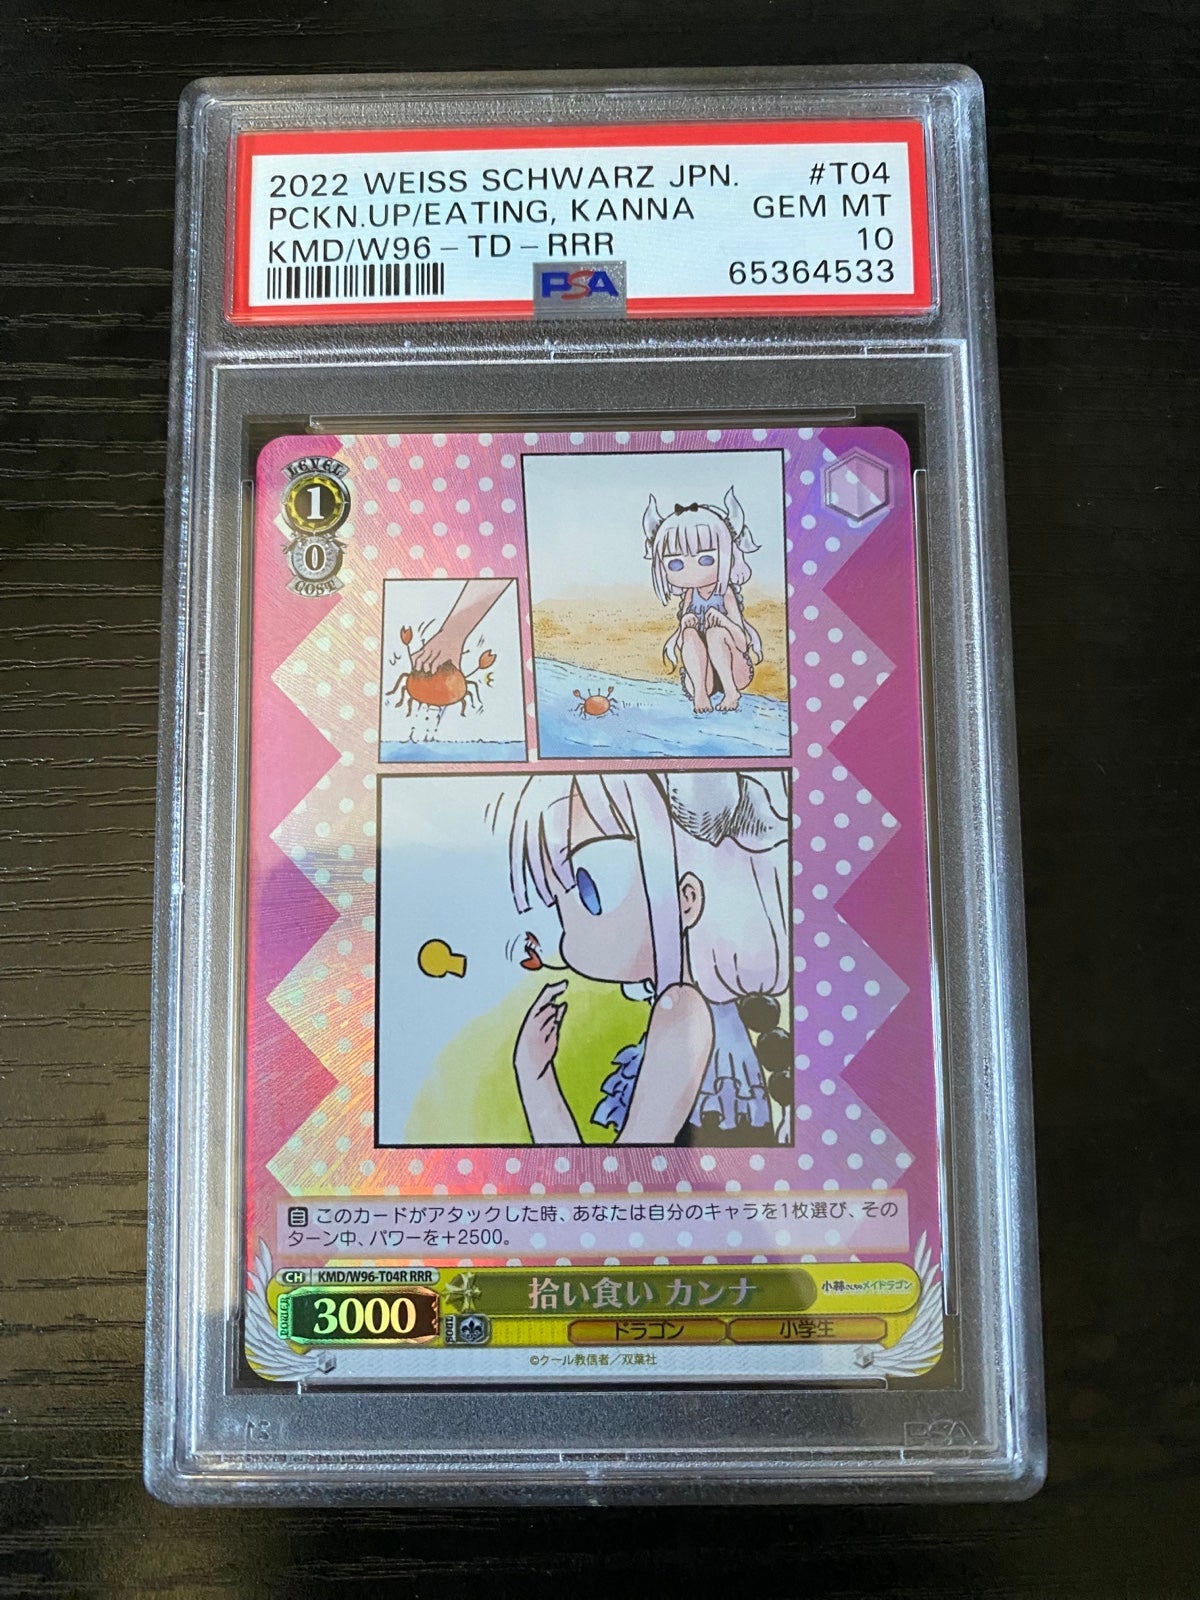 2022 WEISS SCHWARZ JPN. #T04
PCKN.UP/EATING, KANNA GEM MT
KMD/W96-TD-RRR 10
PSA 65364533
LEVEL
1
0
COST
このカードがアタックした時、あなたは自分のキャラを1枚選び、その
ターン中、パワーを+2500。
CH KMD/W96-T04R RRR
拾い食い カンナ
小林さんちのメイドラゴン
POWER 3000 SOUL
ドラゴン 小学生
©クール教信者/双葉社
PSA